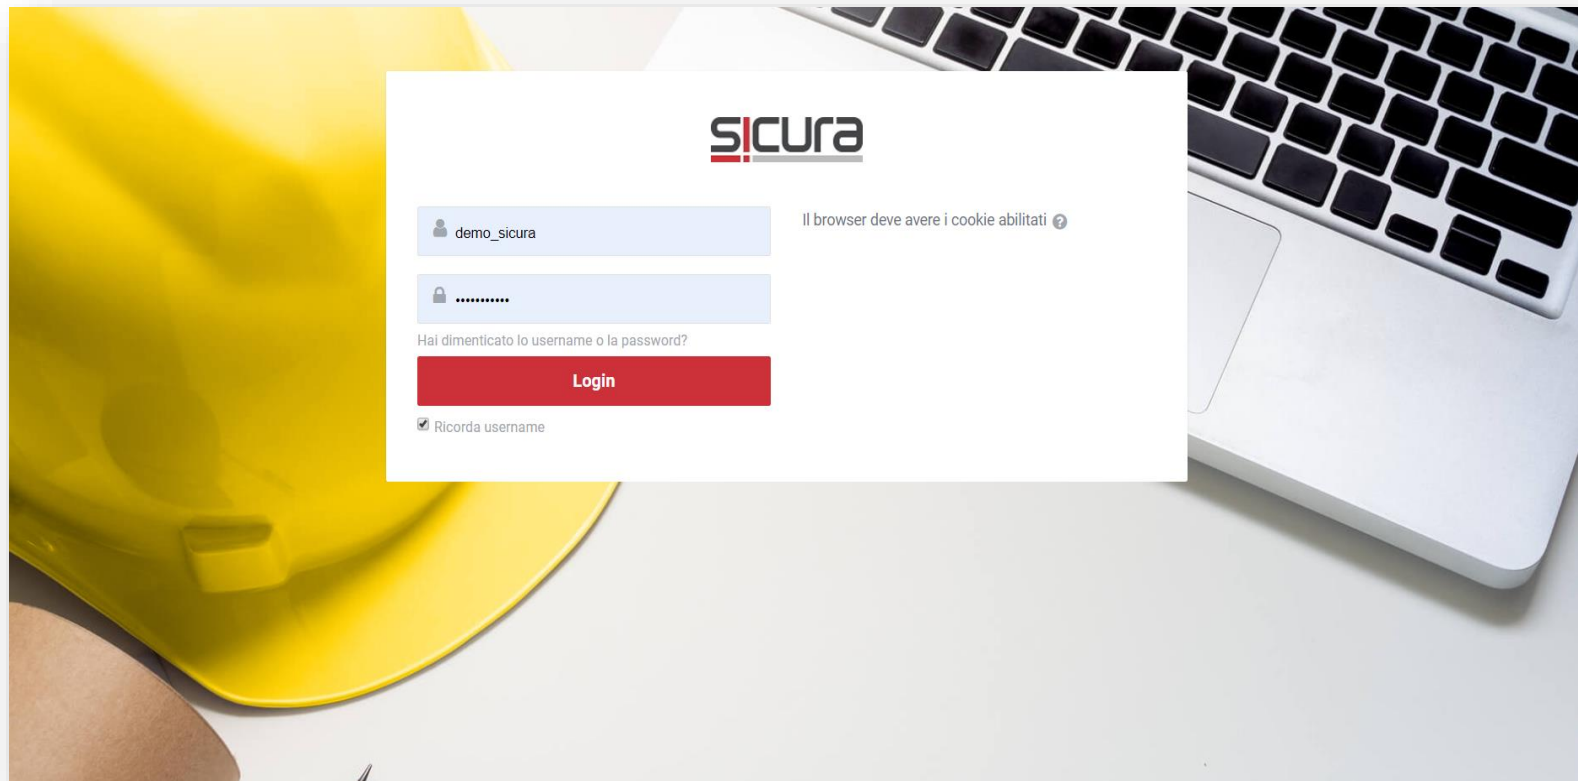 sicura
demo_sicura
•••••••••••
Hai dimenticato lo username o la password?
Login
Ricorda username
Il browser deve avere i cookie abilitati